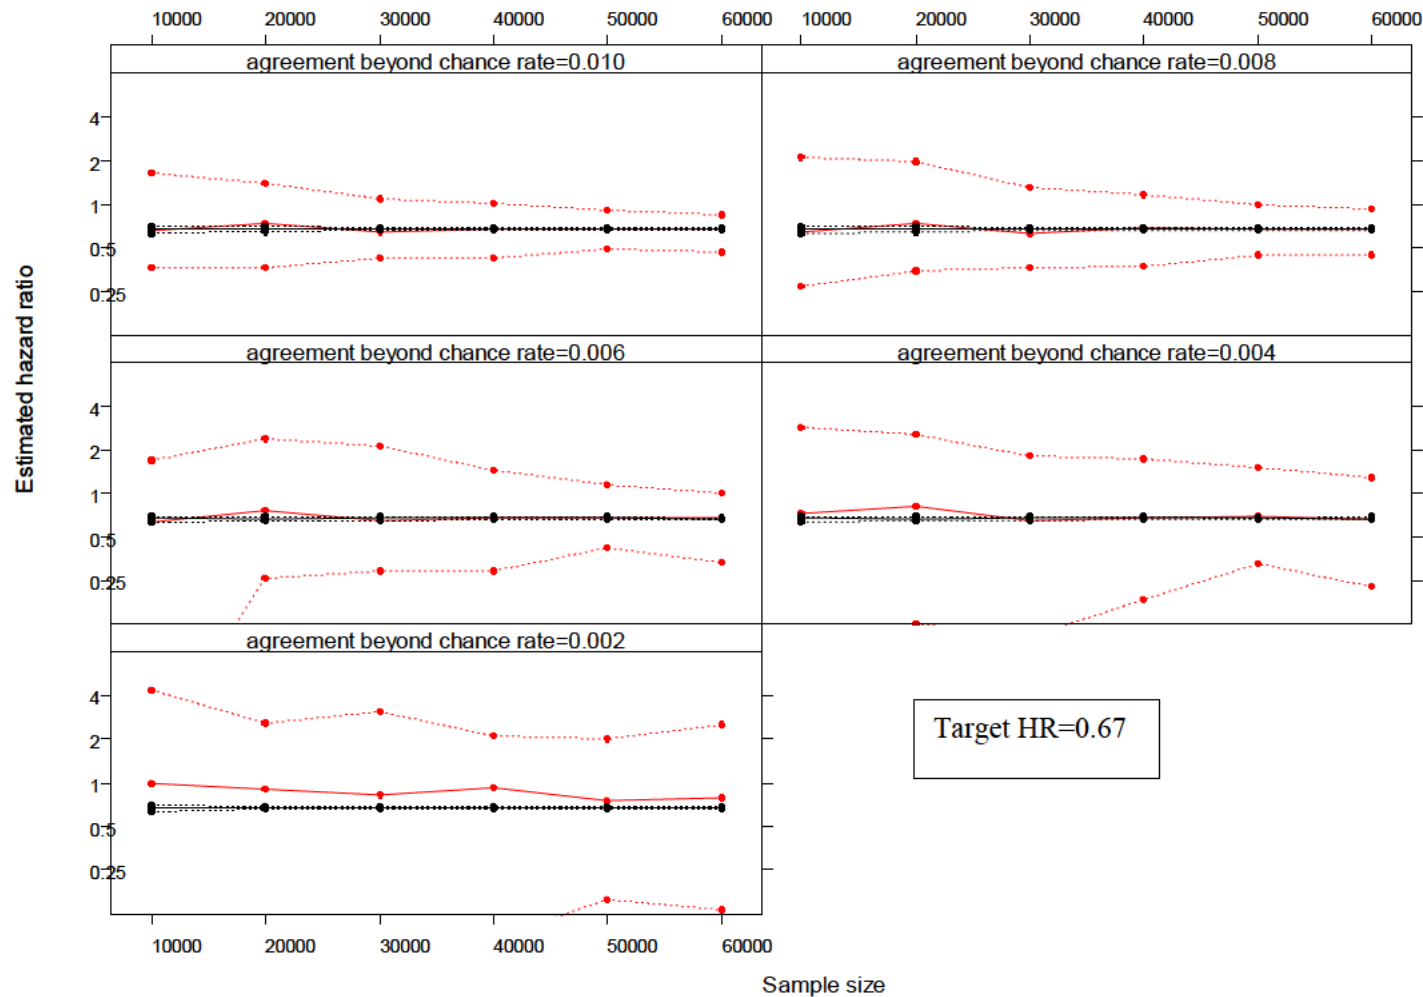 10000 20000 30000 40000 50000 60000 10000 20000 30000 40000 50000 60000
agreement beyond chance rate=0.010 agreement beyond chance rate=0.008
4
2
1
0.5
0.25
agreement beyond chance rate=0.006 agreement beyond chance rate=0.004
4
2
1
0.5
0.25
agreement beyond chance rate=0.002
4
2
1
0.5
0.25
Target HR=0.67
10000 20000 30000 40000 50000 60000
Estimated hazard ratio
Sample size